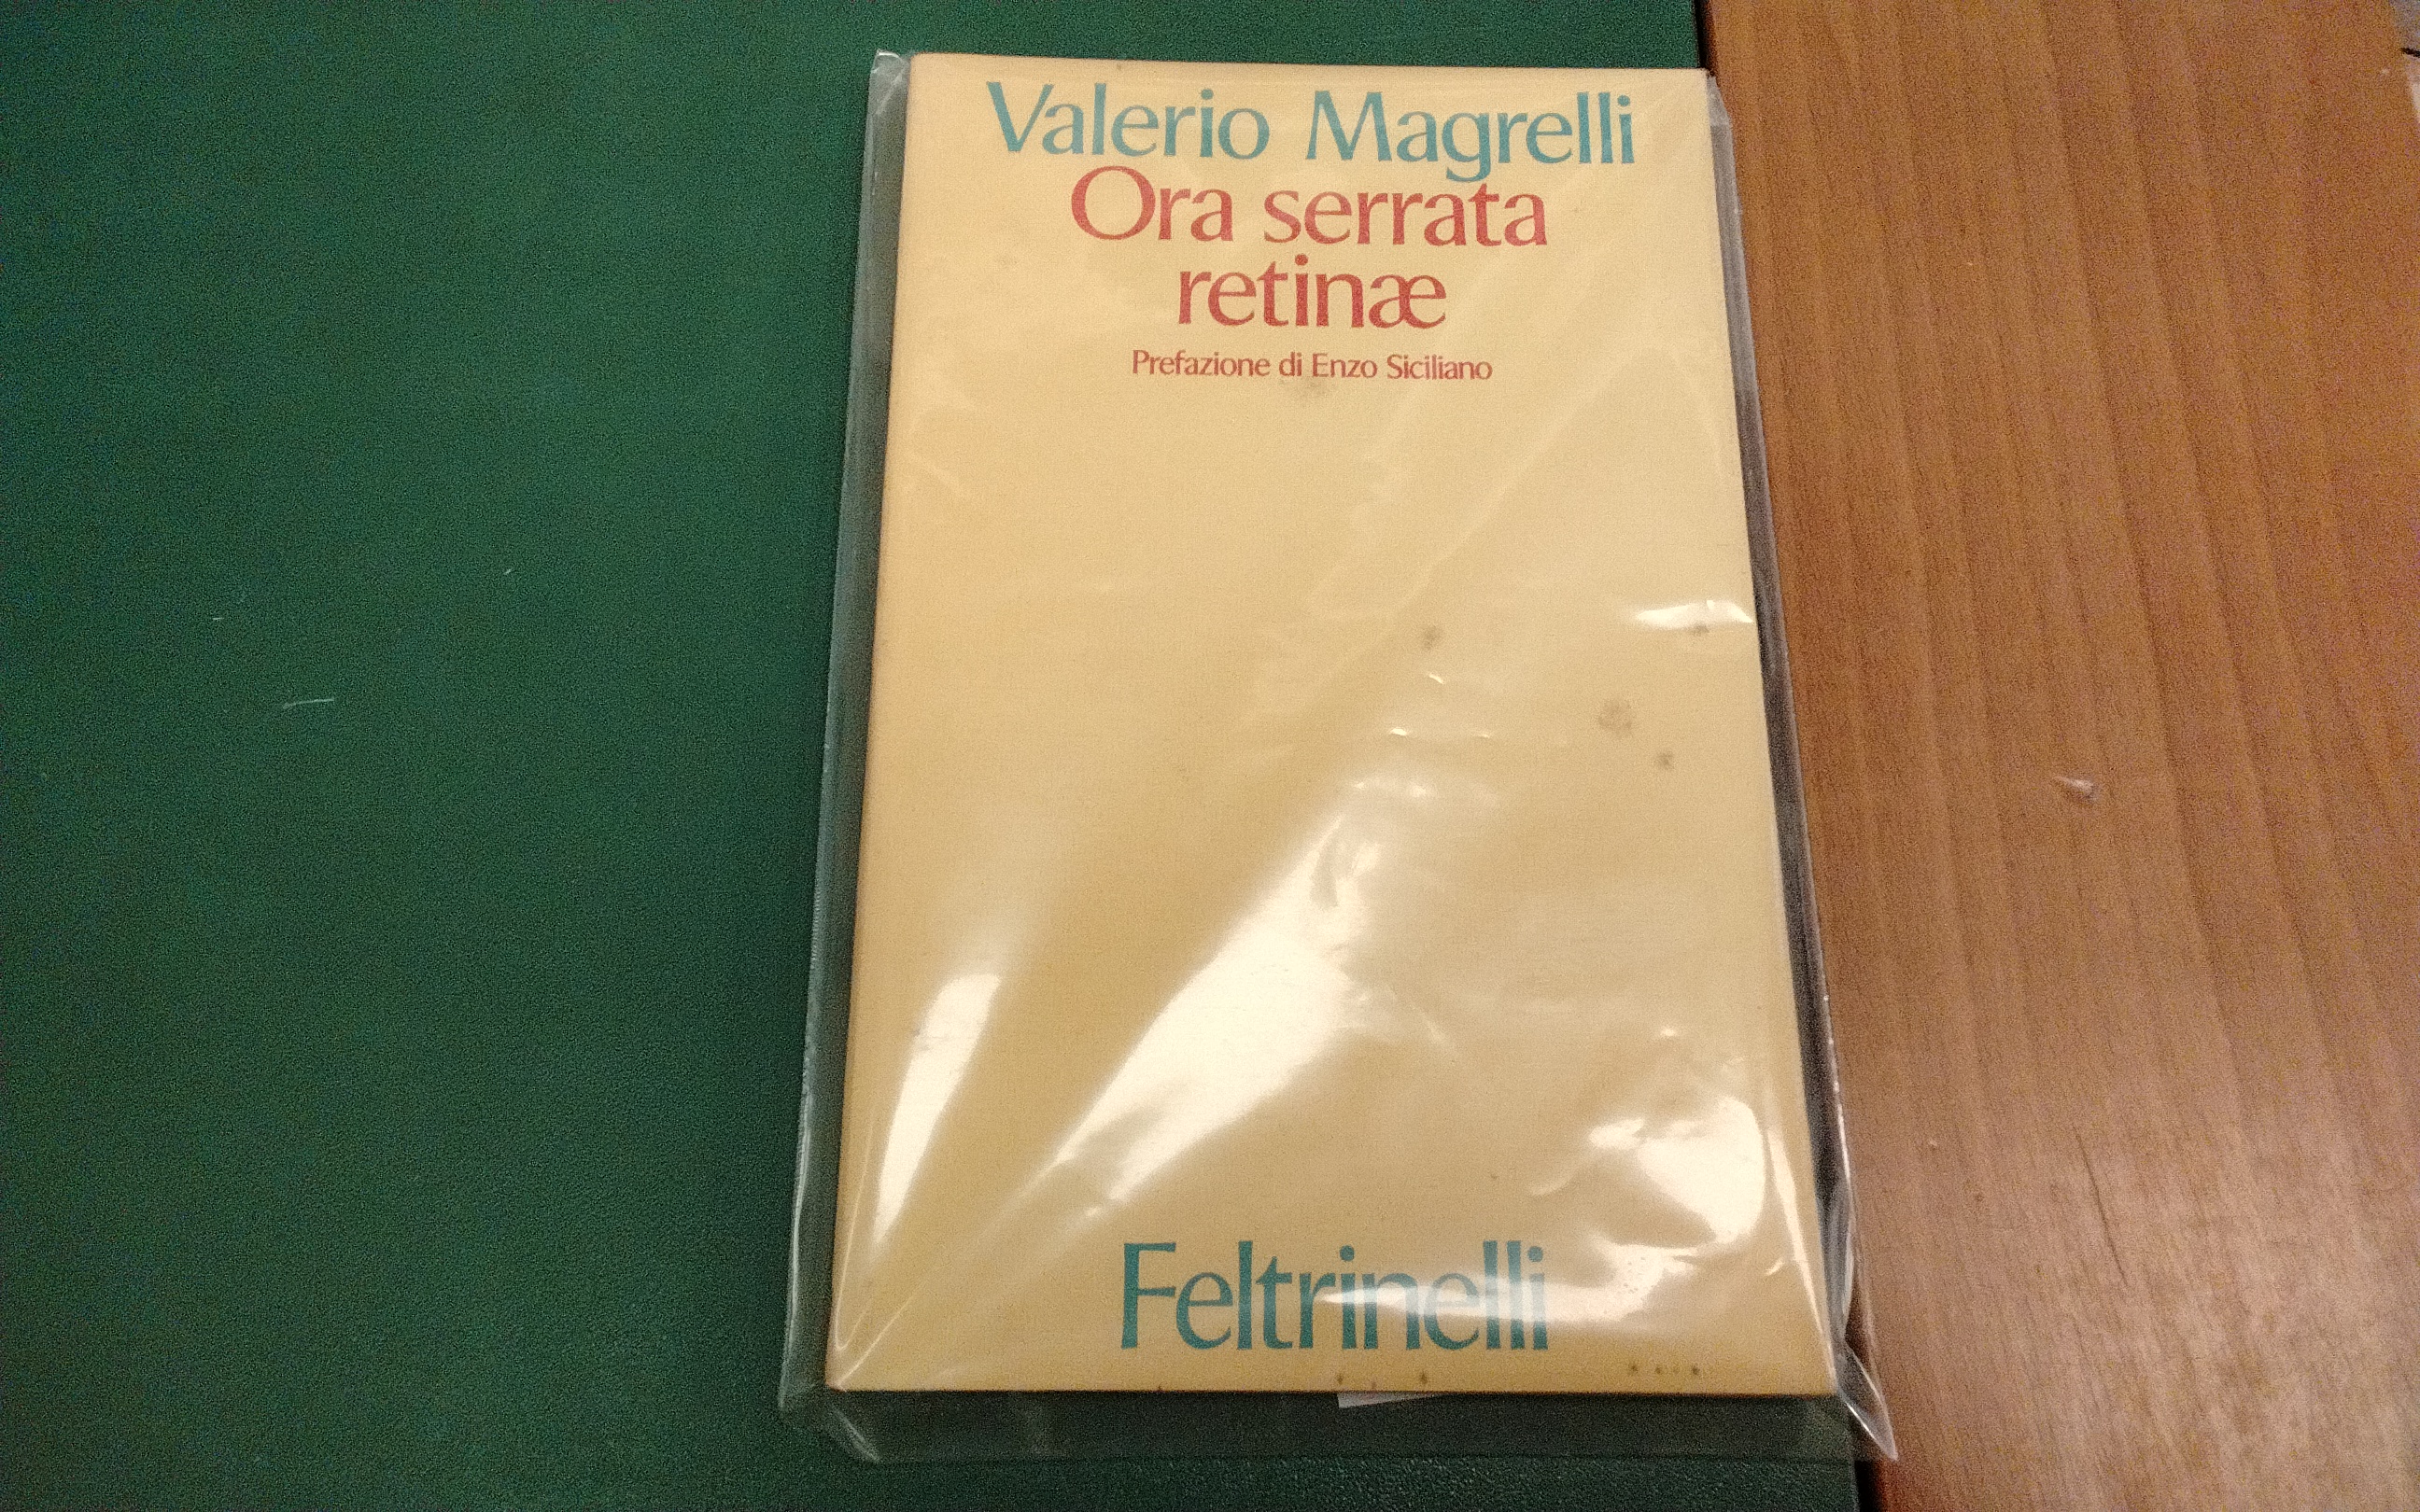 Valerio Magrelli
Ora serrata
retinæ
Prefazione di Enzo Siciliano
Feltrinelli